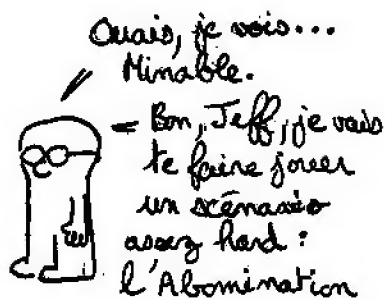 Ouais, je vois...
Minable.
Bon, Jeff, je vais
te faire jouer
un scénario
assez hard :
l'Abomination